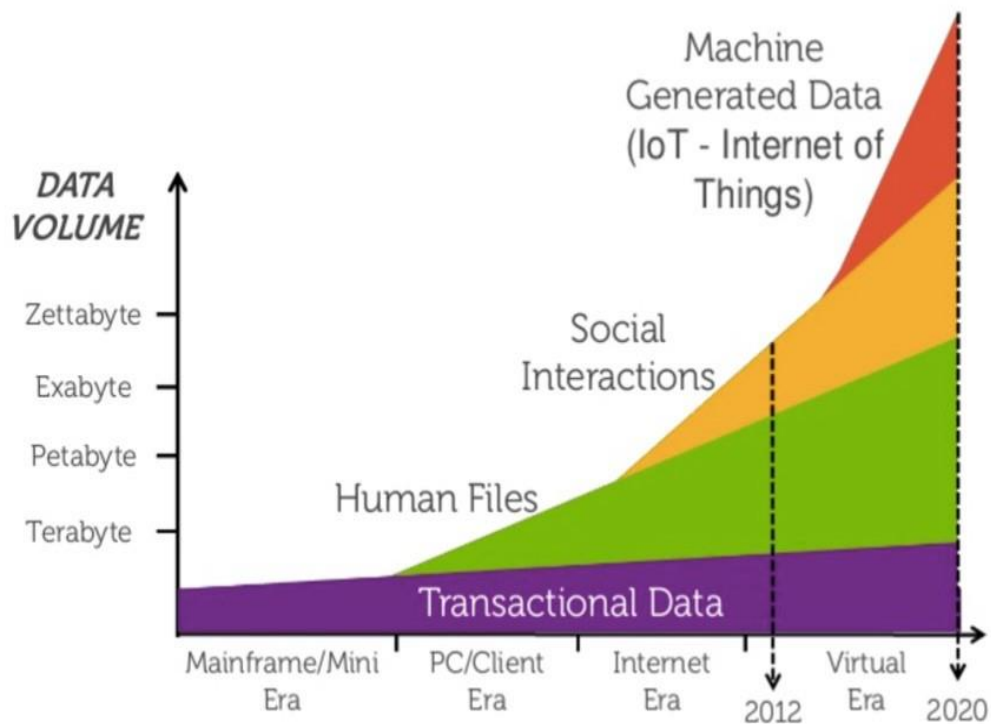 Machine
Generated Data
(IoT - Internet of
Things)
DATA
VOLUME
Zettabyte
Social
Interactions
Exabyte
Petabyte
Human Files
Terabyte
Transactional Data
Mainframe/Mini
Era
PC/Client
Era
Internet
Era
2012
Virtual
Era
2020